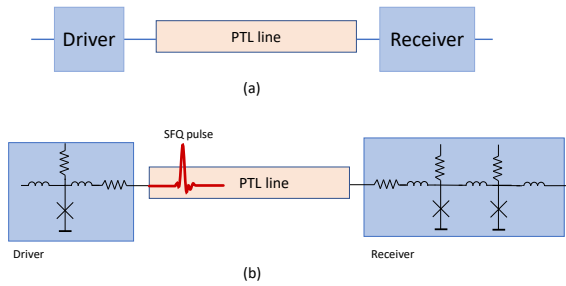 Driver
PTL line
Receiver
(a)
SFQ pulse
PTL line
Driver
Receiver
(b)